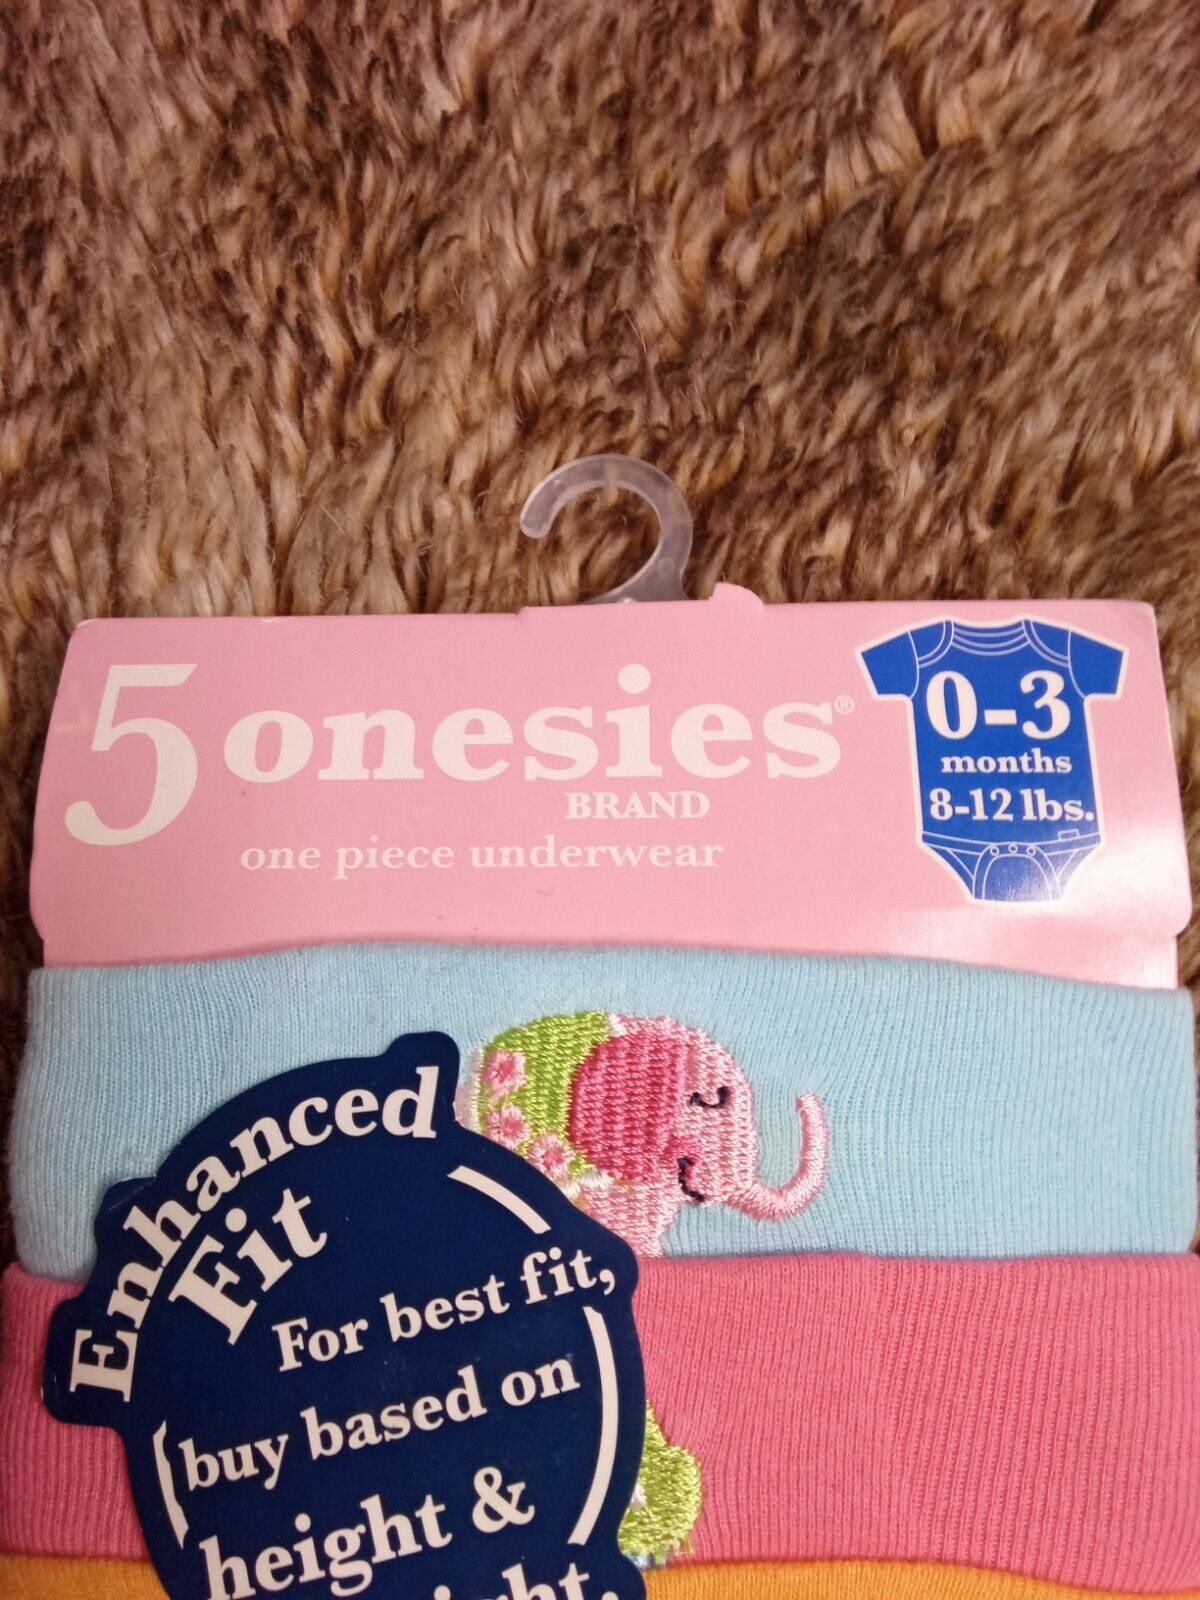 5 onesies®
BRAND
one piece underwear
0-3
months
8-12 lbs.
Enhanced
Fit
For best fit,
buy based on
height &